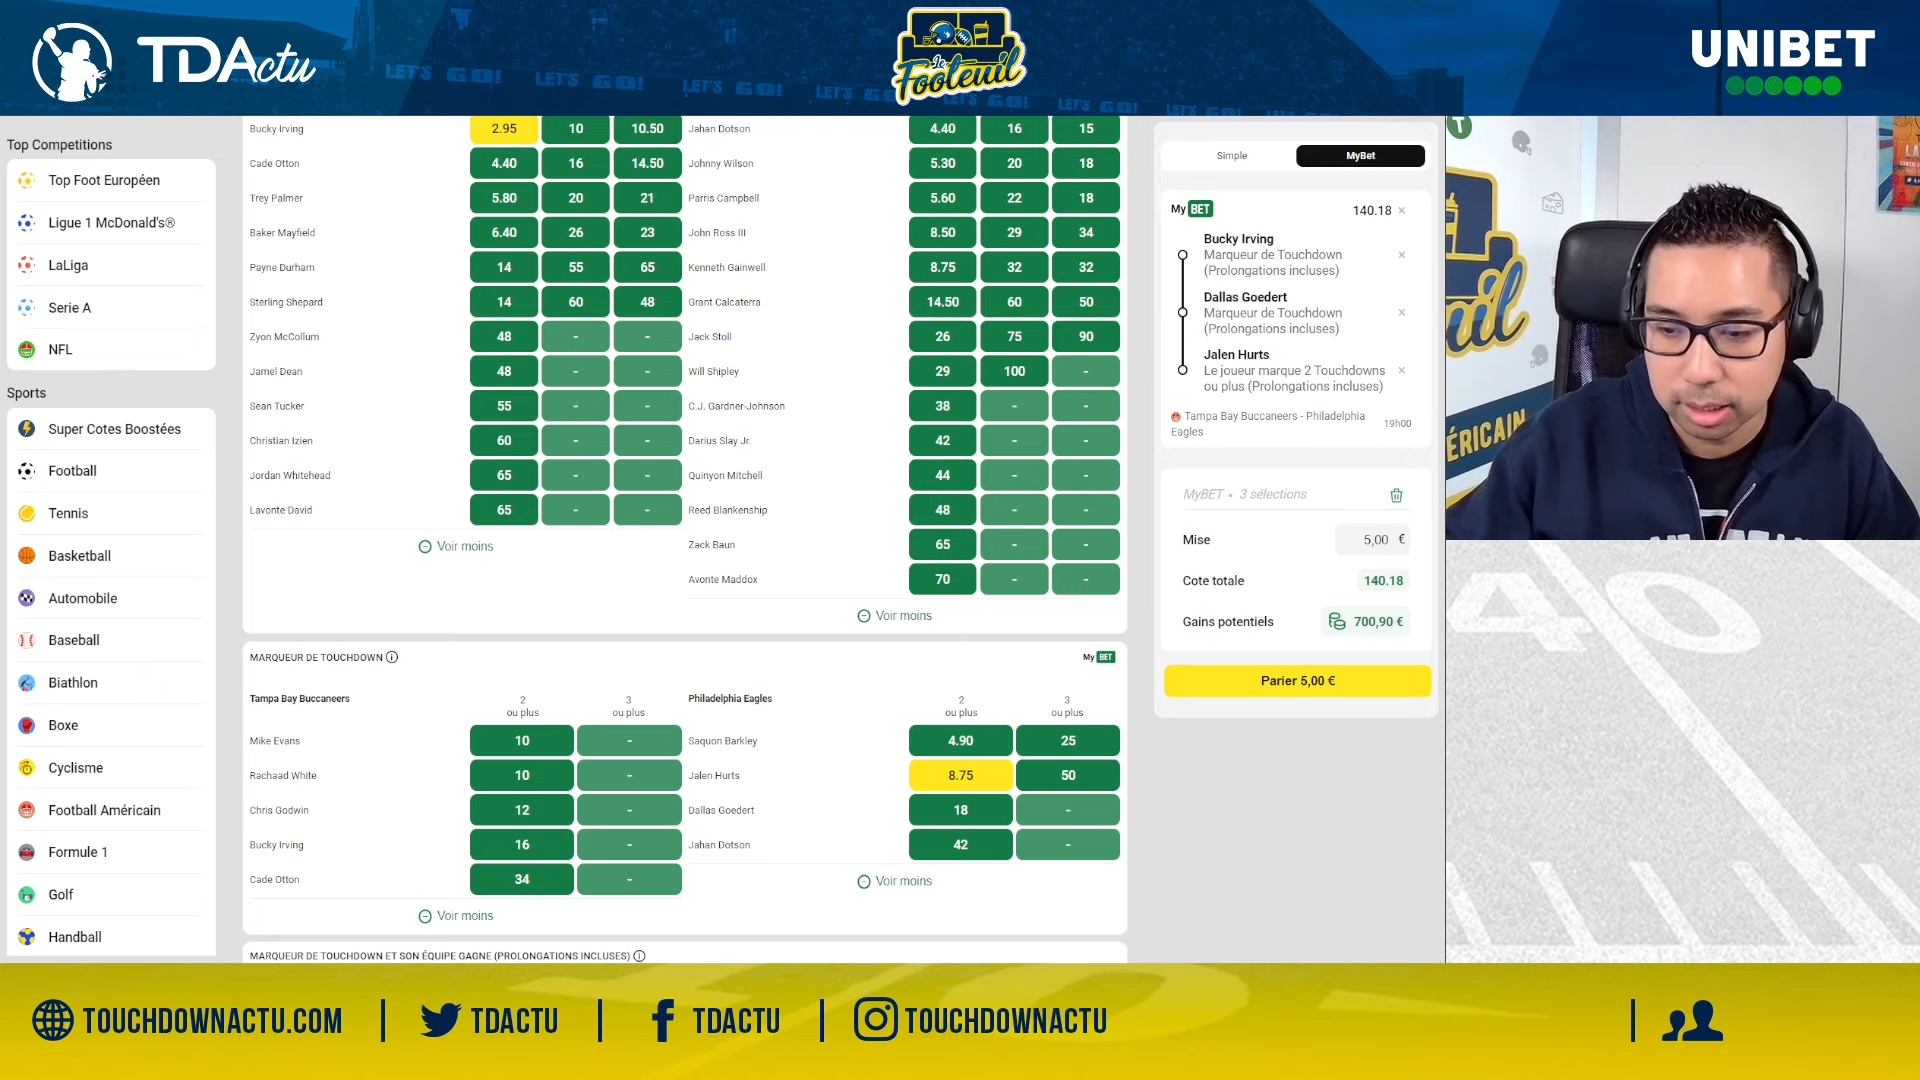 TDActu
LET'S GO!
LET'S GO!
LET'S GO!
LET'S GO!
Le Footeuil
UNIBET
Top Competitions
Top Foot Européen
Ligue 1 McDonald's®
LaLiga
Serie A
NFL
Sports
Super Cotes Boostées
Football
Tennis
Basketball
Automobile
Baseball
Biathlon
Boxe
Cyclisme
Football Américain
Formule 1
Golf
Handball
Bucky Irving 2.95 10 10.50
Cade Otton 4.40 16 14.50
Trey Palmer 5.80 20 21
Baker Mayfield 6.40 26 23
Payne Durham 14 55 65
Sterling Shepard 14 60 48
Zyon McCollum 48 - -
Jamel Dean 48 - -
Sean Tucker 55 - -
Christian Izien 60 - -
Jordan Whitehead 65 - -
Lavonte David 65 - -
Voir moins
Jahan Dotson 4.40 16 15
Johnny Wilson 5.30 20 18
Parris Campbell 5.60 22 18
John Ross III 8.50 29 34
Kenneth Gainwell 8.75 32 32
Grant Calcaterra 14.50 60 50
Jack Stoll 26 75 90
Will Shipley 29 100 -
C.J. Gardner-Johnson 38 - -
Darius Slay Jr. 42 - -
Quinyon Mitchell 44 - -
Reed Blankenship 48 - -
Zack Baun 65 - -
Avonte Maddox 70 - -
Voir moins
MARQUEUR DE TOUCHDOWN
My BET
Tampa Bay Buccaneers 2 ou plus 3 ou plus
Mike Evans 10 -
Rachaad White 10 -
Chris Godwin 12 -
Bucky Irving 16 -
Cade Otton 34 -
Voir moins
Philadelphia Eagles 2 ou plus 3 ou plus
Saquon Barkley 4.90 25
Jalen Hurts 8.75 50
Dallas Goedert 18 -
Jahan Dotson 42 -
Voir moins
MARQUEUR DE TOUCHDOWN ET SON ÉQUIPE GAGNE (PROLONGATIONS INCLUSES)
Simple
MyBet
My BET 140.18 ×
Bucky Irving
Marqueur de Touchdown
(Prolongations incluses)
Dallas Goedert
Marqueur de Touchdown
(Prolongations incluses)
Jalen Hurts
Le joueur marque 2 Touchdowns
ou plus (Prolongations incluses)
Tampa Bay Buccaneers - Philadelphia
Eagles
19h00
MyBET • 3 sélections
Mise 5,00 €
Cote totale 140.18
Gains potentiels 700,90 €
Parier 5,00 €
T
euil
ÉRICAIN
40
TOUCHDOWNACTU.COM
TDACTU
TDACTU
TOUCHDOWNACTU